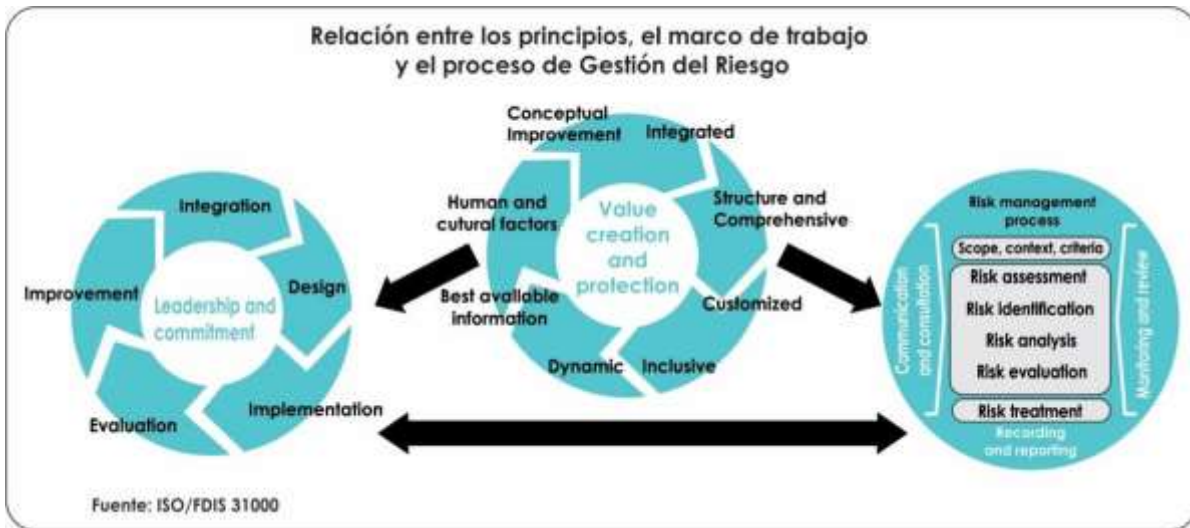 Relación entre los principios, el marco de trabajo
y el proceso de Gestión del Riesgo
Conceptual
Improvement
Integrated
Human and
cutural factors
Value
creation
and
protection
Structure and
Comprehensive
Best available
information
Customized
Dynamic
Inclusive
Integration
Improvement
Leadership and
commitment
Design
Evaluation
Implementation
Risk management
process
Scope, context, criteria
Communication
and consultation
Risk assessment
Risk identification
Risk analysis
Risk evaluation
Monitoring and review
Risk treatment
Recording
and reporting
Fuente: ISO/FDIS 31000